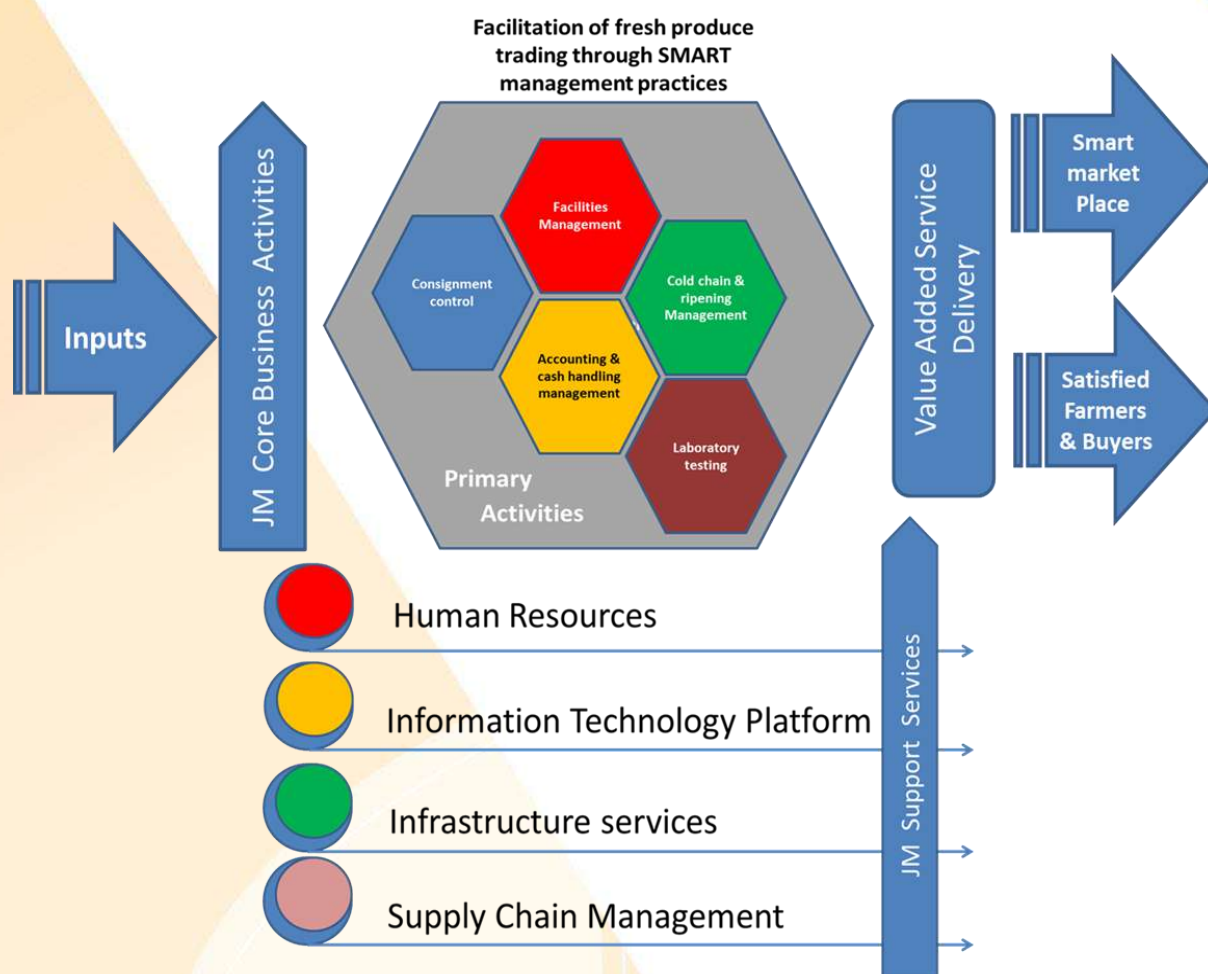 Facilitation of fresh produce
trading through SMART
management practices
Inputs
JM Core Business Activities
Facilities
Management
Consignment
control
Cold chain &
ripening
Management
Accounting &
cash handling
management
Laboratory
testing
Primary
Activities
Value Added Service
Delivery
Smart
market
Place
Satisfied
Farmers
& Buyers
Human Resources
Information Technology Platform
Infrastructure services
Supply Chain Management
JM Support Services